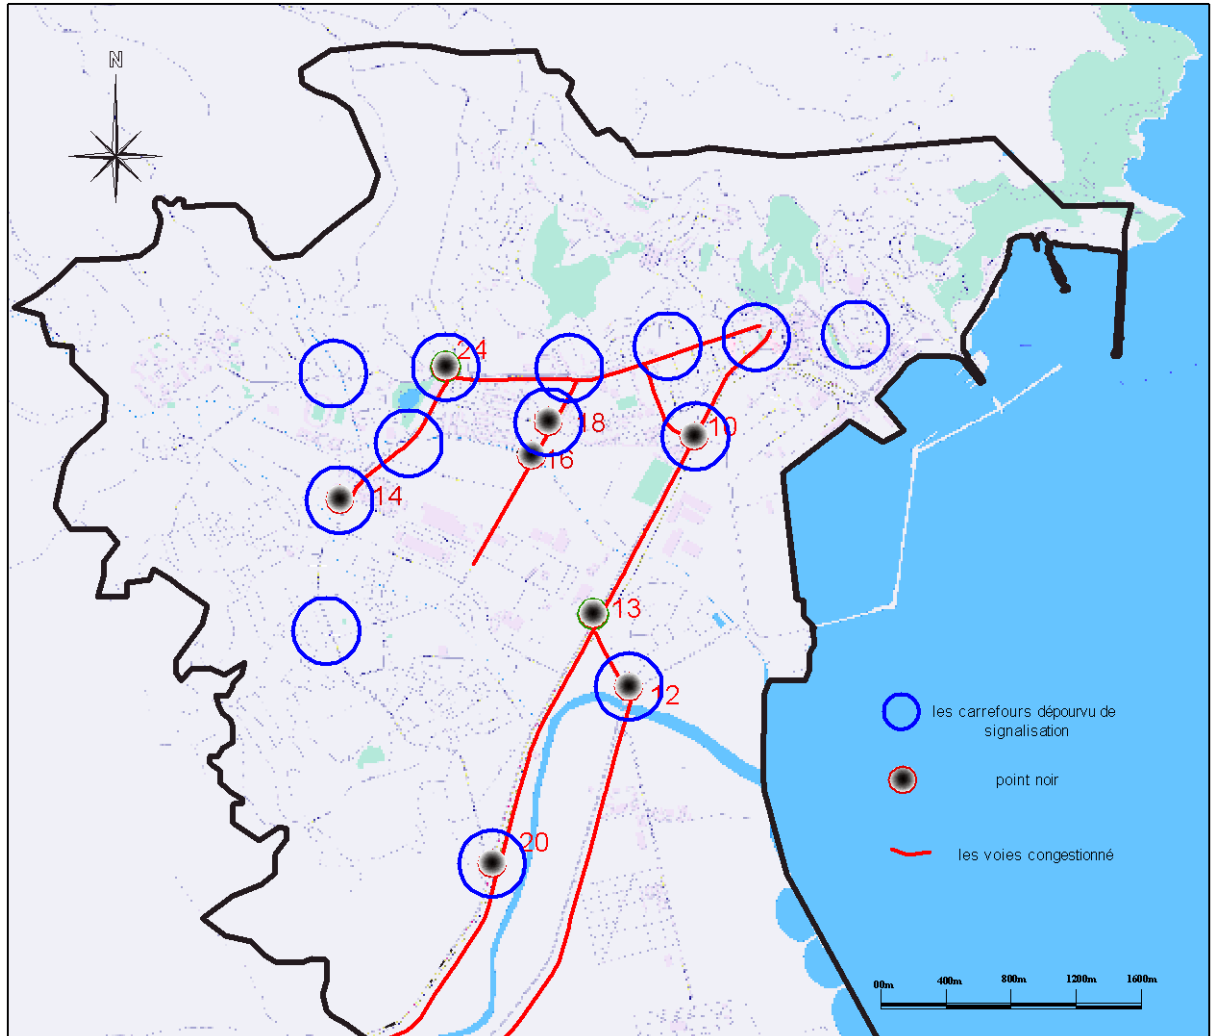 N
24
18
10
16
14
13
12
les carrefours dépourvu de
signalisation
point noir
20
les voies congestionné
00m 400m 800m 1200m 1600m